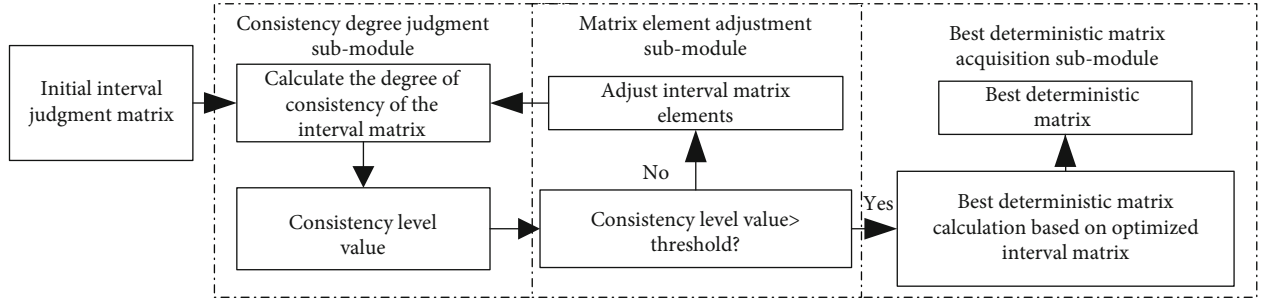 Initial interval
judgment matrix
Consistency degree judgment
sub-module
Calculate the degree of
consistency of the
interval matrix
Consistency level
value
Matrix element adjustment
sub-module
Adjust interval matrix
elements
No
Consistency level value>
threshold?
Yes
Best deterministic matrix
acquisition sub-module
Best deterministic
matrix
Best deterministic matrix
calculation based on optimized
interval matrix